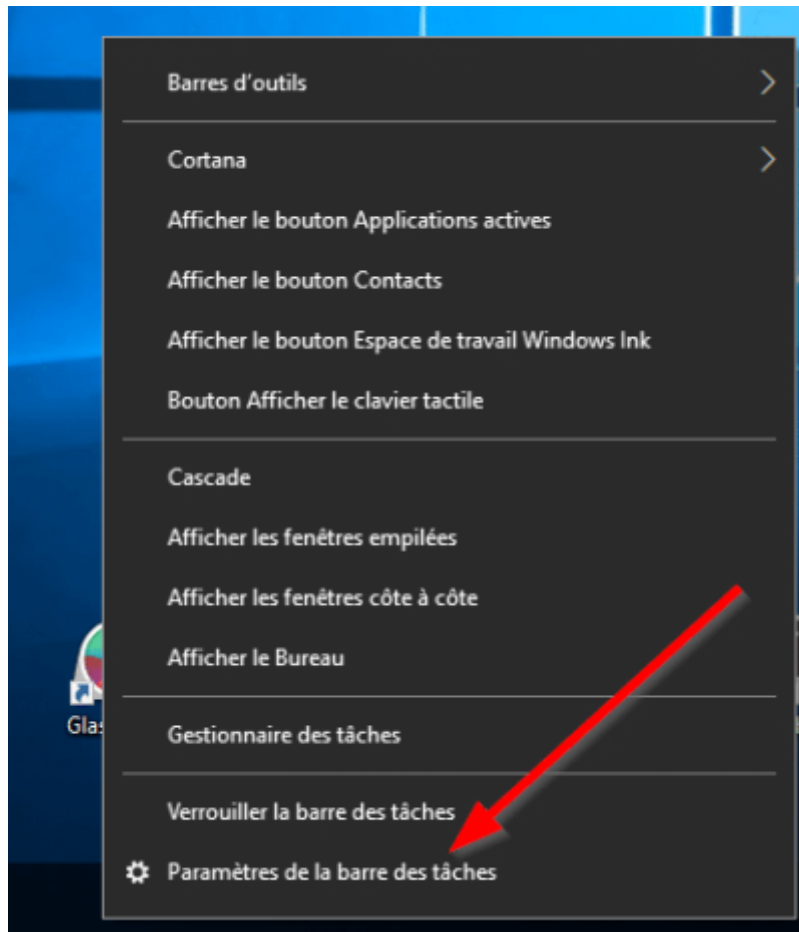 Barres d'outils
Cortana
Afficher le bouton Applications actives
Afficher le bouton Contacts
Afficher le bouton Espace de travail Windows Ink
Bouton Afficher le clavier tactile
Cascade
Afficher les fenêtres empilées
Afficher les fenêtres côte à côte
Afficher le Bureau
Glas
Gestionnaire des tâches
Verrouiller la barre des tâches
Paramètres de la barre des tâches